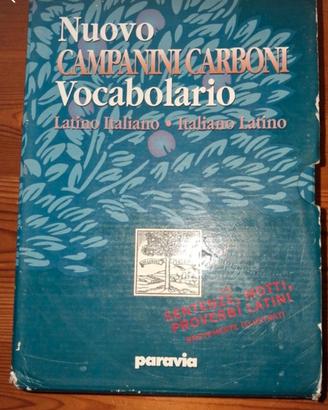 Nuovo
CAMPANINI CARBONI
Vocabolario
Latino Italiano • Italiano Latino
SENTENZE, MOTTI,
PROVERBI LATINI
paravia